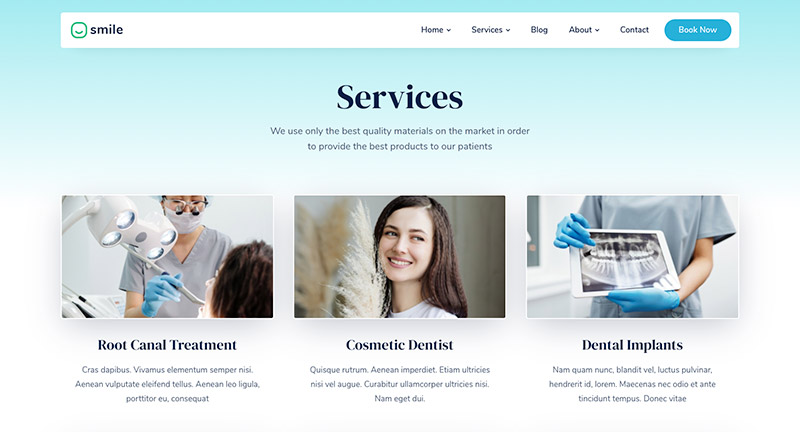 smile
Home Services Blog About Contact Book Now
Services
We use only the best quality materials on the market in order
to provide the best products to our patients
Root Canal Treatment
Cras dapibus. Vivamus elementum semper nisi.
Aenean vulputate eleifend tellus. Aenean leo ligula,
porttitor eu, consequat
Cosmetic Dentist
Quisque rutrum. Aenean imperdiet. Etiam ultricies
nisi vel augue. Curabitur ullamcorper ultricies nisi.
Nam eget dui.
Dental Implants
Nam quam nunc, blandit vel, luctus pulvinar,
hendrerit id, lorem. Maecenas nec odio et ante
tincidunt tempus. Donec vitae